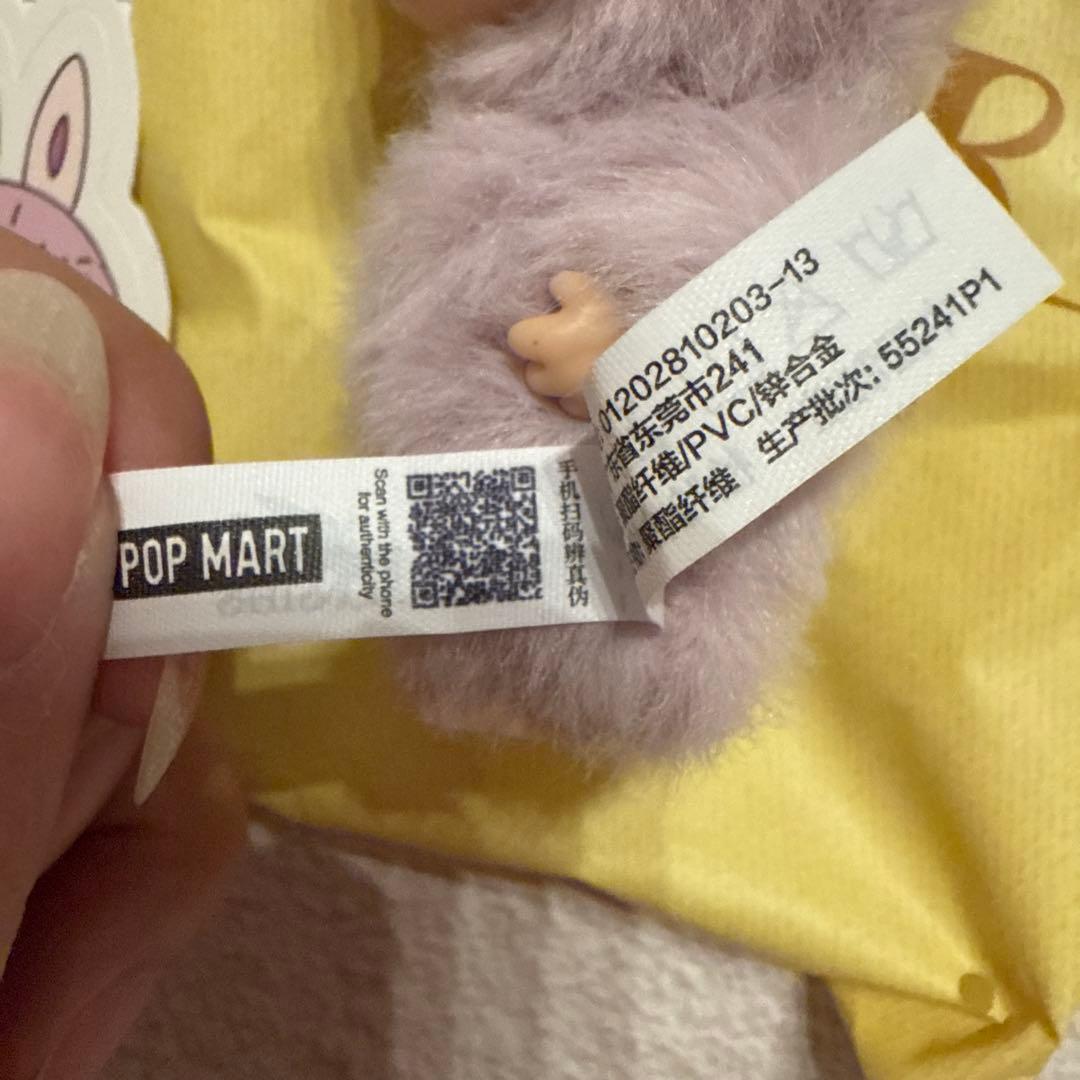 POP MART
Scan with the phone
for authenticity
手机扫码辨真伪
01202810203-13
省东莞市241
酯纤维/PVC/锌合金
聚酯纤维 生产批次: 55241P1